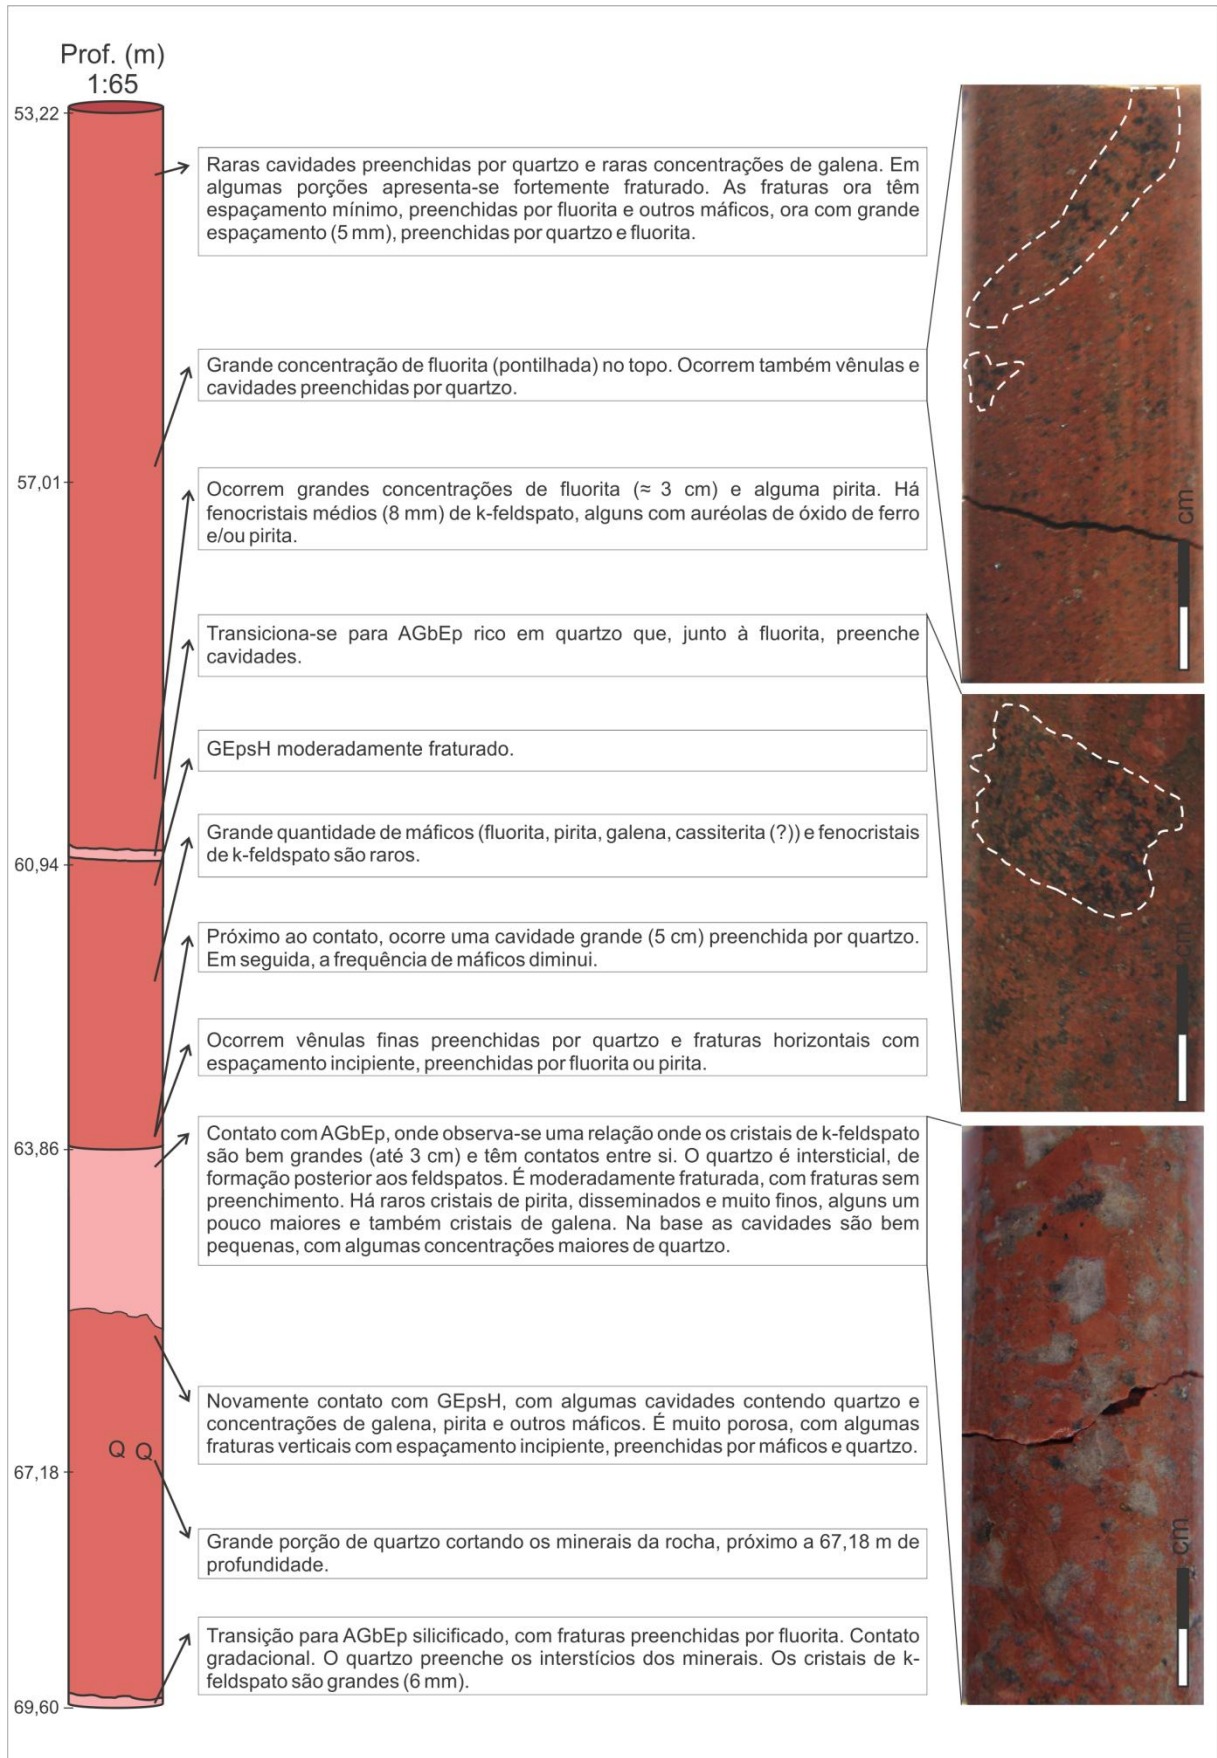 Prof. (m)
1:65
53,22
Raras cavidades preenchidas por quartzo e raras concentrações de galena. Em
algumas porções apresenta-se fortemente fraturado. As fraturas ora têm
espaçamento mínimo, preenchidas por fluorita e outros máficos, ora com grande
espaçamento (5 mm), preenchidas por quartzo e fluorita.
Grande concentração de fluorita (pontilhada) no topo. Ocorrem também vênulas e
cavidades preenchidas por quartzo.
57,01
Ocorrem grandes concentrações de fluorita (≈ 3 cm) e alguma pirita. Há
fenocristais médios (8 mm) de k-feldspato, alguns com auréolas de óxido de ferro
e/ou pirita.
cm
Transiciona-se para AGbEp rico em quartzo que, junto à fluorita, preenche
cavidades.
GEpsH moderadamente fraturado.
Grande quantidade de máficos (fluorita, pirita, galena, cassiterita (?)) e fenocristais
de k-feldspato são raros.
60,94
Próximo ao contato, ocorre uma cavidade grande (5 cm) preenchida por quartzo.
Em seguida, a frequência de máficos diminui.
cm
Ocorrem vênulas finas preenchidas por quartzo e fraturas horizontais com
espaçamento incipiente, preenchidas por fluorita ou pirita.
63,86
Contato com AGbEp, onde observa-se uma relação onde os cristais de k-feldspato
são bem grandes (até 3 cm) e têm contatos entre si. O quartzo é intersticial, de
formação posterior aos feldspatos. É moderadamente fraturada, com fraturas sem
preenchimento. Há raros cristais de pirita, disseminados e muito finos, alguns um
pouco maiores e também cristais de galena. Na base as cavidades são bem
pequenas, com algumas concentrações maiores de quartzo.
Novamente contato com GEpsH, com algumas cavidades contendo quartzo e
concentrações de galena, pirita e outros máficos. É muito porosa, com algumas
fraturas verticais com espaçamento incipiente, preenchidas por máficos e quartzo.
Q Q
67,18
Grande porção de quartzo cortando os minerais da rocha, próximo a 67,18 m de
profundidade.
cm
Transição para AGbEp silicificado, com fraturas preenchidas por fluorita. Contato
gradacional. O quartzo preenche os interstícios dos minerais. Os cristais de k-
feldspato são grandes (6 mm).
69,60